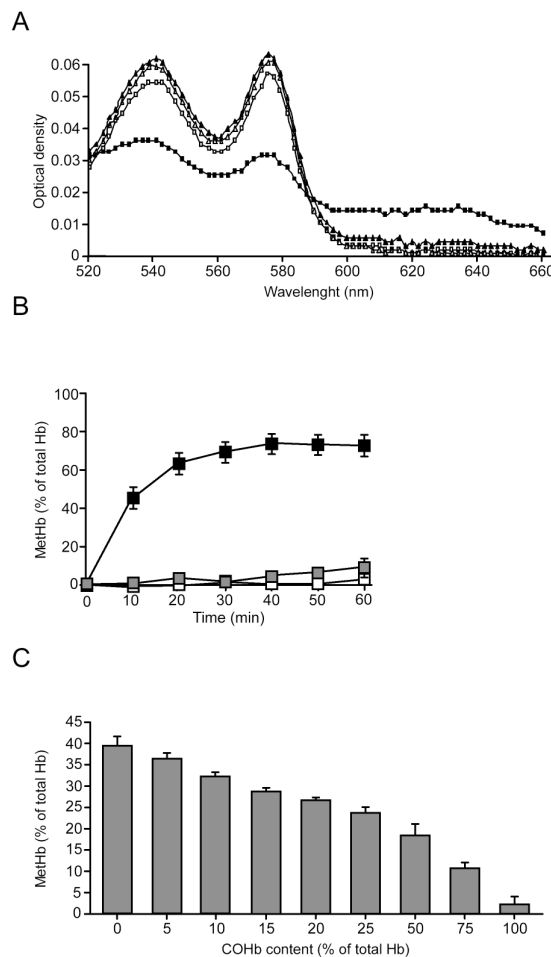 A
0.06
0.05
0.04
0.03
0.02
0.01
0
Optical density
520 540 560 580 600 620 640 660
Wavelenght (nm)
B
100
80
60
40
20
0
MetHb (% of total Hb)
0 10 20 30 40 50 60
Time (min)
C
45
40
35
30
25
20
15
10
5
0
MetHb (% of total Hb)
0 5 10 15 20 25 50 75 100
COHb content (% of total Hb)